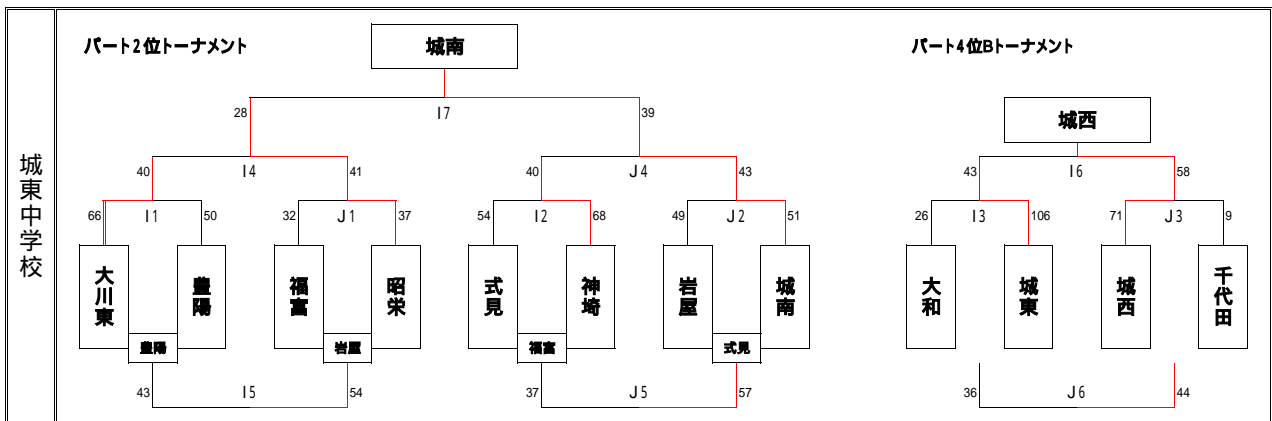 城東中学校
パート2位トーナメント
城南
パート4位Bトーナメント
28 I7 39
城西
40 I4 41
40 J4 43
43 I6 58
66 I1 50
32 J1 37
54 I2 68
49 J2 51
26 I3 106
71 J3 9
大川東
豊陽
福富
昭栄
式見
神埼
岩屋
城南
大和
城東
城西
千代田
豊陽
岩屋
福富
式見
43 I5 54
37 J5 57
36 J6 44